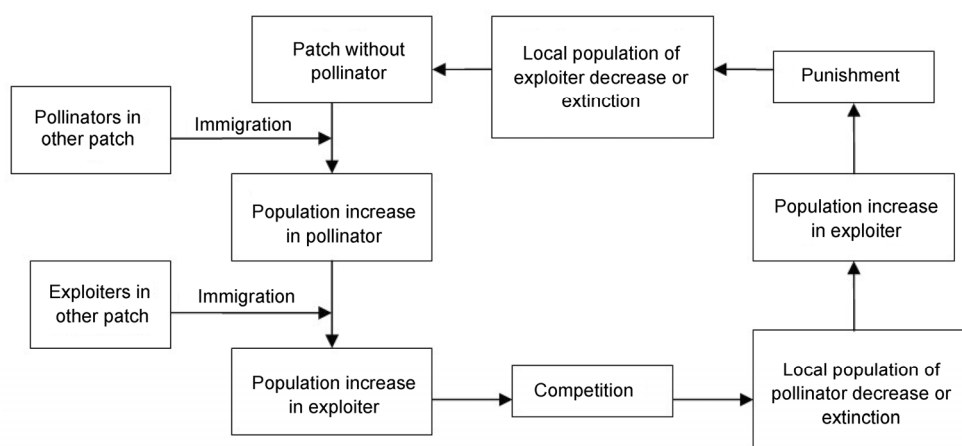 Patch without
pollinator
Local population of
exploiter decrease or
extinction
Punishment
Pollinators in
other patch
Immigration
Population increase
in pollinator
Population increase
in exploiter
Exploiters in
other patch
Immigration
Population increase
in exploiter
Competition
Local population of
pollinator decrease or
extinction